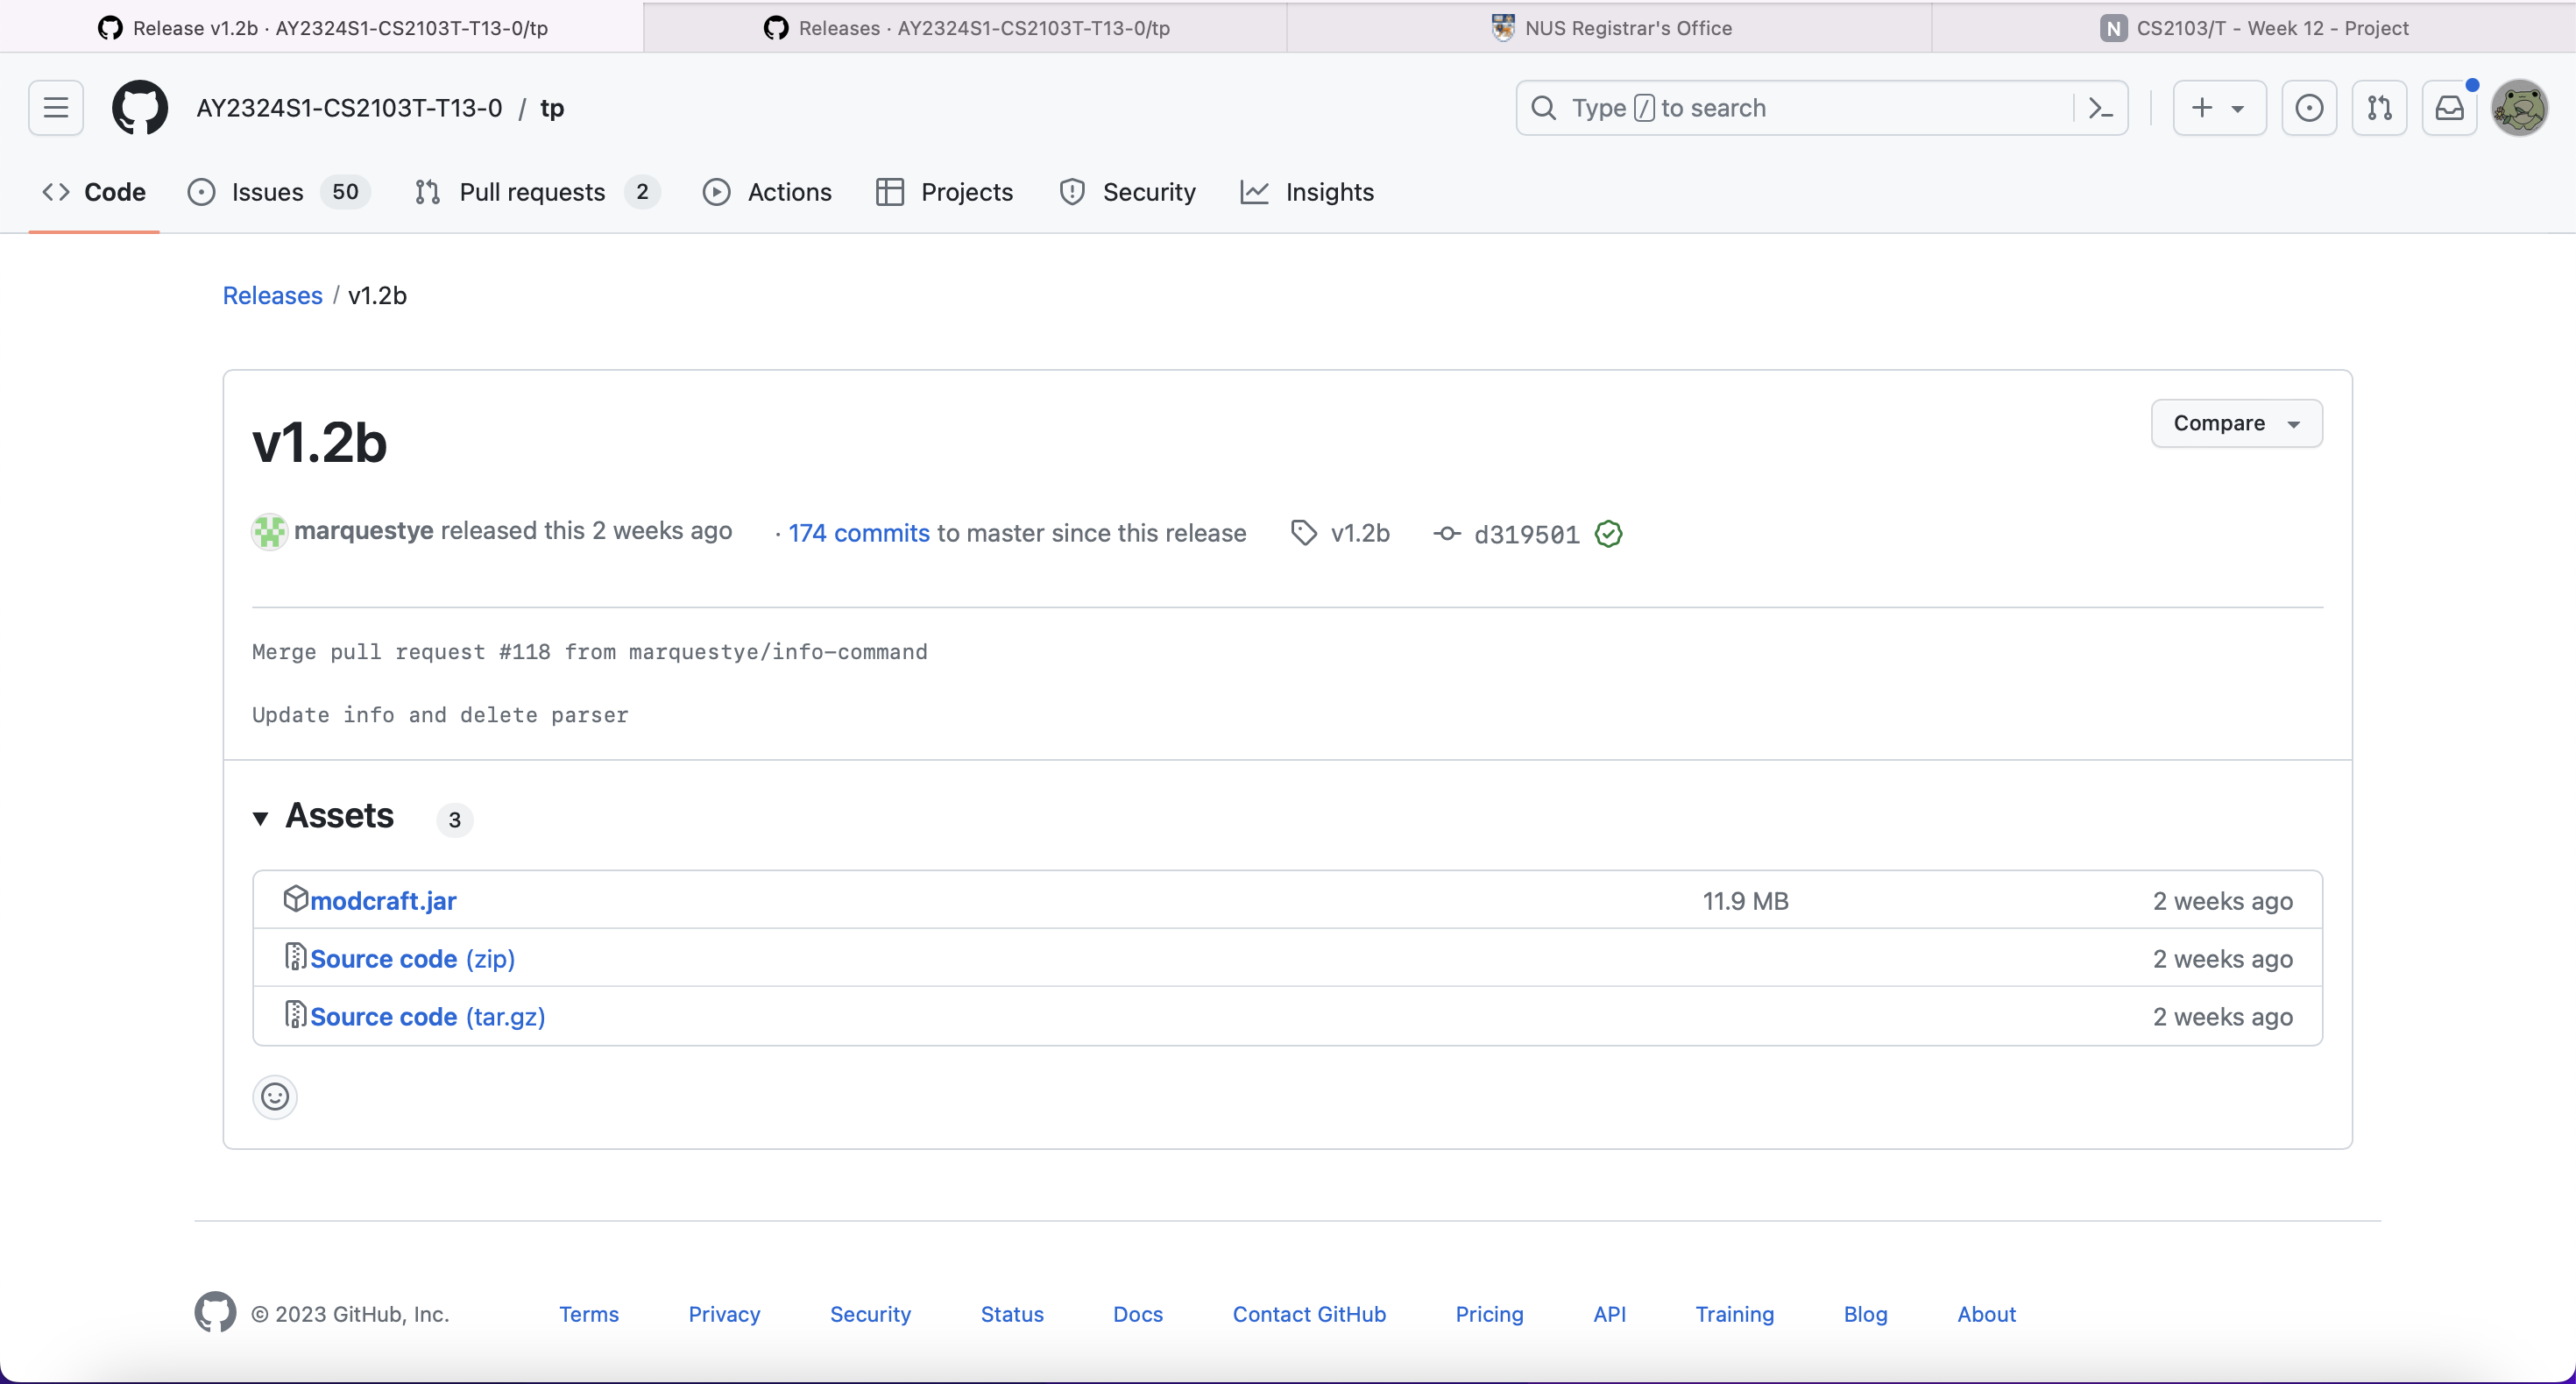 Release v1.2b · AY2324S1-CS2103T-T13-0/tp
Releases · AY2324S1-CS2103T-T13-0/tp
NUS Registrar's Office
N CS2103/T - Week 12 - Project
AY2324S1-CS2103T-T13-0 / tp
Type / to search
Code
Issues 50
Pull requests 2
Actions
Projects
Security
Insights
Releases / v1.2b
v1.2b
Compare
marquestye released this 2 weeks ago · 174 commits to master since this release v1.2b d319501
Merge pull request #118 from marquestye/info-command
Update info and delete parser
Assets 3
modcraft.jar 11.9 MB 2 weeks ago
Source code (zip) 2 weeks ago
Source code (tar.gz) 2 weeks ago
© 2023 GitHub, Inc. Terms Privacy Security Status Docs Contact GitHub Pricing API Training Blog About